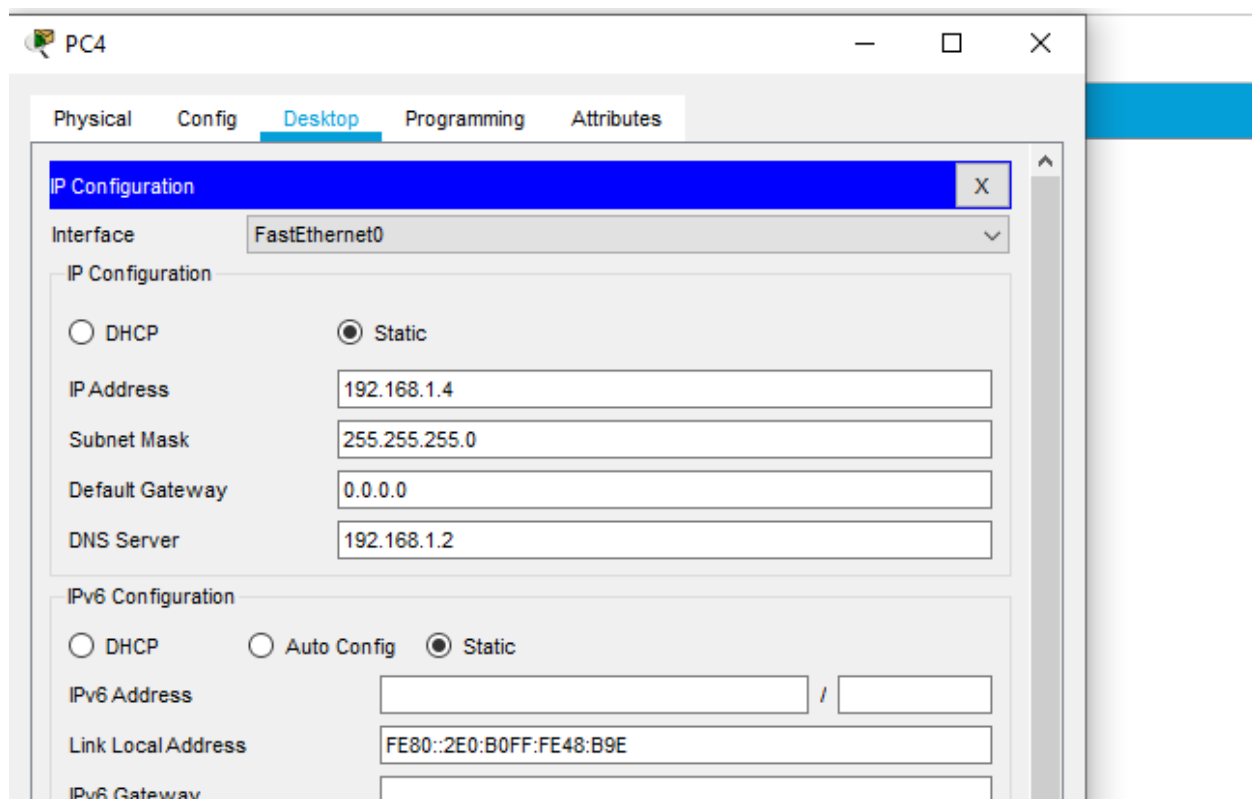 PC4
Physical Config Desktop Programming Attributes
IP Configuration X
Interface FastEthernet0
IP Configuration
DHCP Static
IP Address 192.168.1.4
Subnet Mask 255.255.255.0
Default Gateway 0.0.0.0
DNS Server 192.168.1.2
IPv6 Configuration
DHCP Auto Config Static
IPv6 Address /
Link Local Address FE80::2E0:B0FF:FE48:B9E
IPv6 Gateway